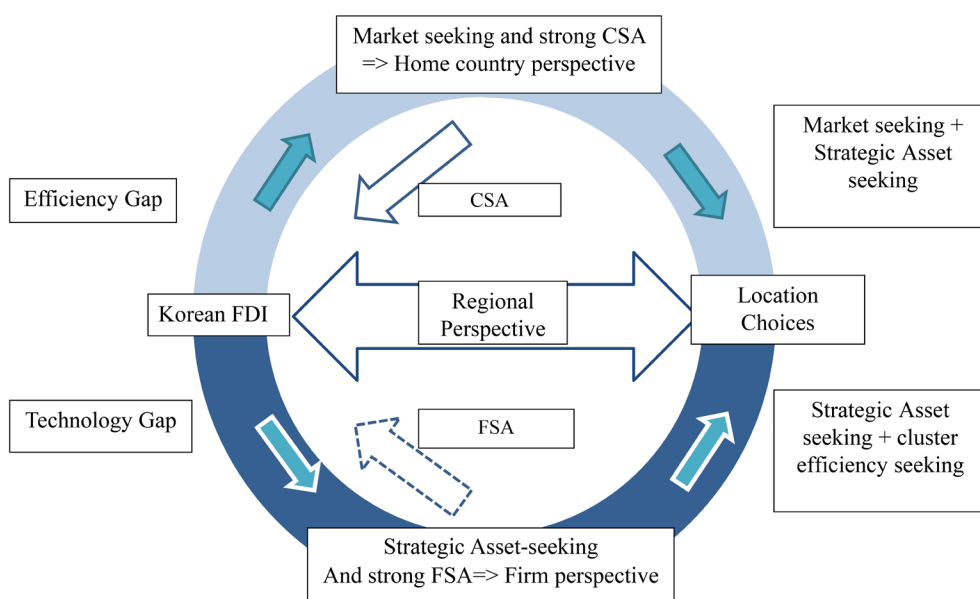 Market seeking and strong CSA
=> Home country perspective
Market seeking +
Strategic Asset
seeking
Efficiency Gap
CSA
Korean FDI
Regional
Perspective
Location
Choices
Technology Gap
FSA
Strategic Asset
seeking + cluster
efficiency seeking
Strategic Asset-seeking
And strong FSA=> Firm perspective